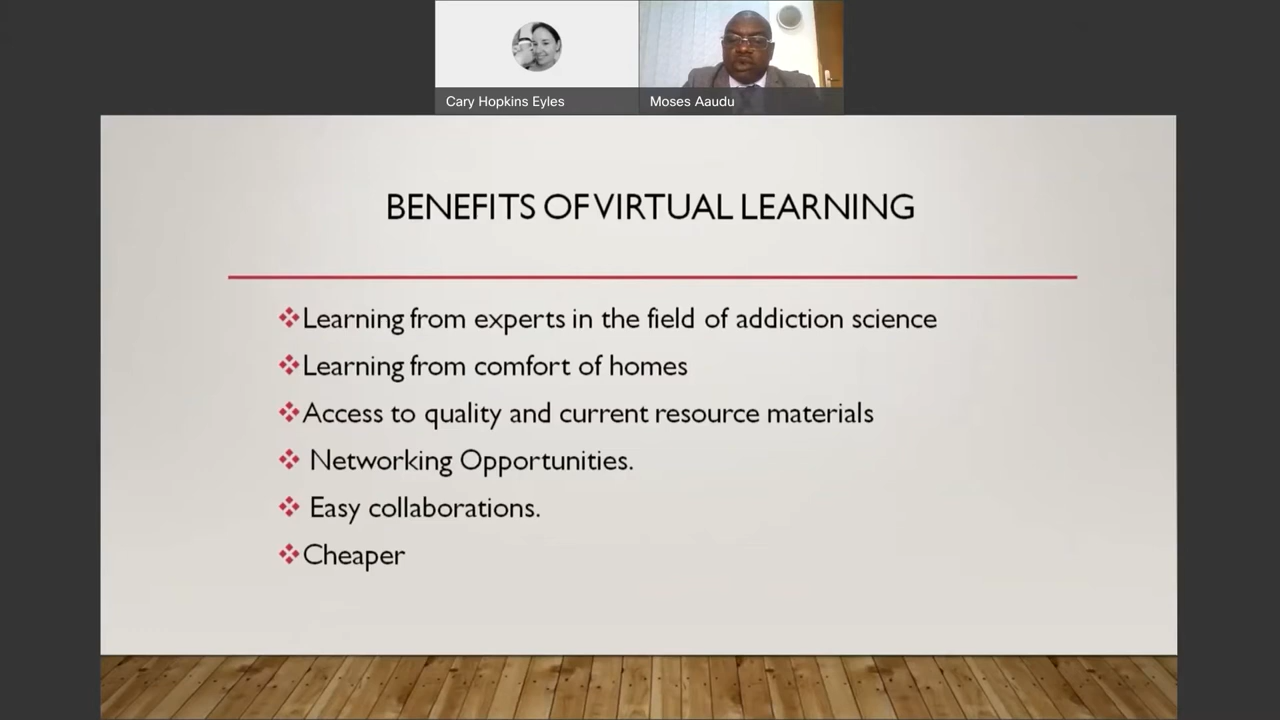 Cary Hopkins Eyles
Moses Aaudu
BENEFITS OF VIRTUAL LEARNING
Learning from experts in the field of addiction science
Learning from comfort of homes
Access to quality and current resource materials
Networking Opportunities.
Easy collaborations.
Cheaper